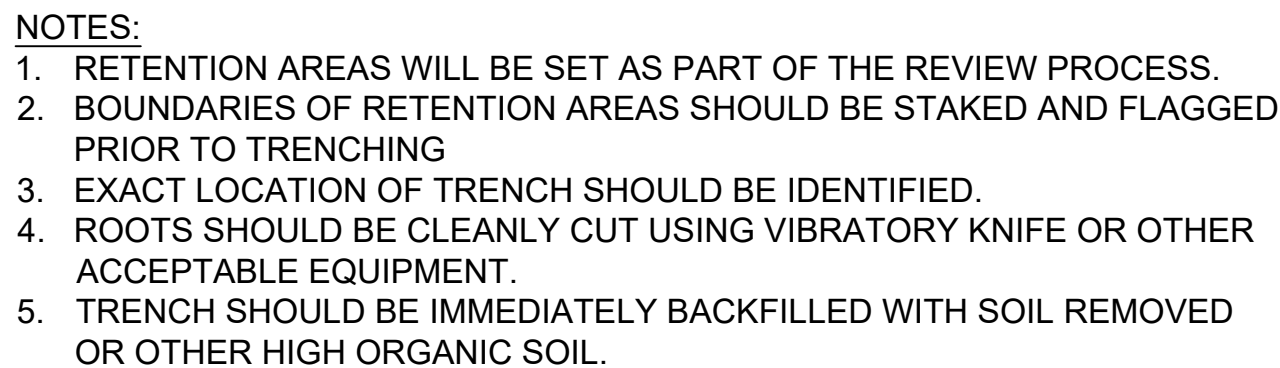 NOTES:
1. RETENTION AREAS WILL BE SET AS PART OF THE REVIEW PROCESS.
2. BOUNDARIES OF RETENTION AREAS SHOULD BE STAKED AND FLAGGED
PRIOR TO TRENCHING
3. EXACT LOCATION OF TRENCH SHOULD BE IDENTIFIED.
4. ROOTS SHOULD BE CLEANLY CUT USING VIBRATORY KNIFE OR OTHER
ACCEPTABLE EQUIPMENT.
5. TRENCH SHOULD BE IMMEDIATELY BACKFILLED WITH SOIL REMOVED
OR OTHER HIGH ORGANIC SOIL.